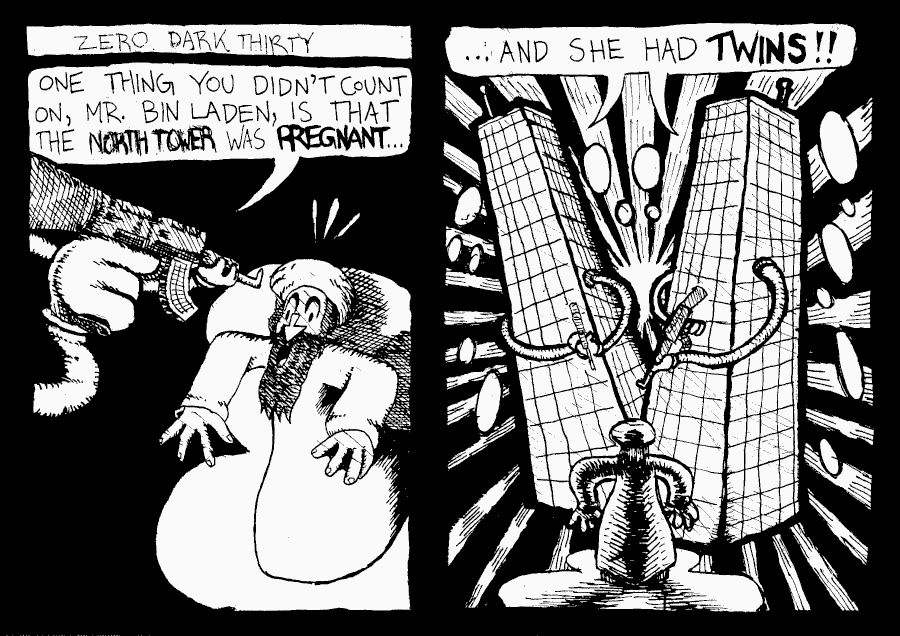 ZERO DARK THIRTY
ONE THING YOU DIDN'T COUNT
ON, MR. BIN LADEN, IS THAT
THE NORTH TOWER WAS PREGNANT...
...AND SHE HAD TWINS!!